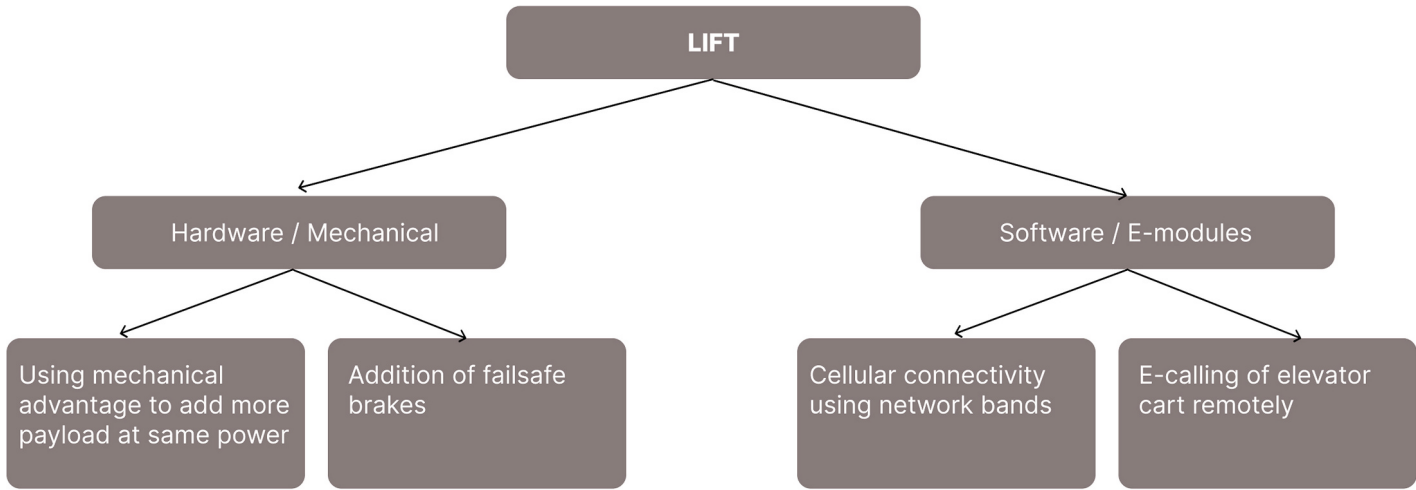 LIFT
Hardware / Mechanical
Software / E-modules
Using mechanical
advantage to add more
payload at same power
Addition of failsafe
brakes
Cellular connectivity
using network bands
E-calling of elevator
cart remotely